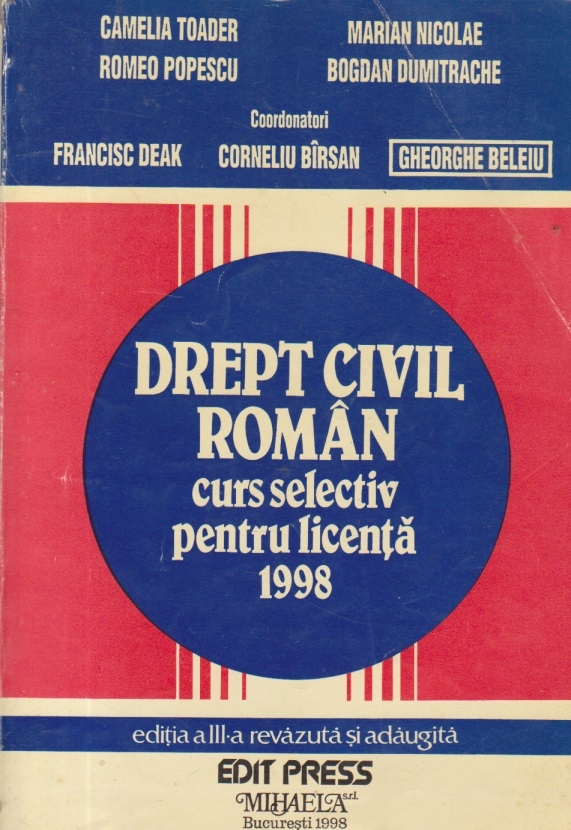 CAMELIA TOADER MARIAN NICOLAE
ROMEO POPESCU BOGDAN DUMITRACHE
Coordonatori
FRANCISC DEAK CORNELIU BÎRSAN GHEORGHE BELEIU
DREPT CIVIL
ROMÂN
curs selectiv
pentru licență
1998
ediția a III-a revăzută și adăugită
EDIT PRESS
MIHAELA s.r.l.
București 1998